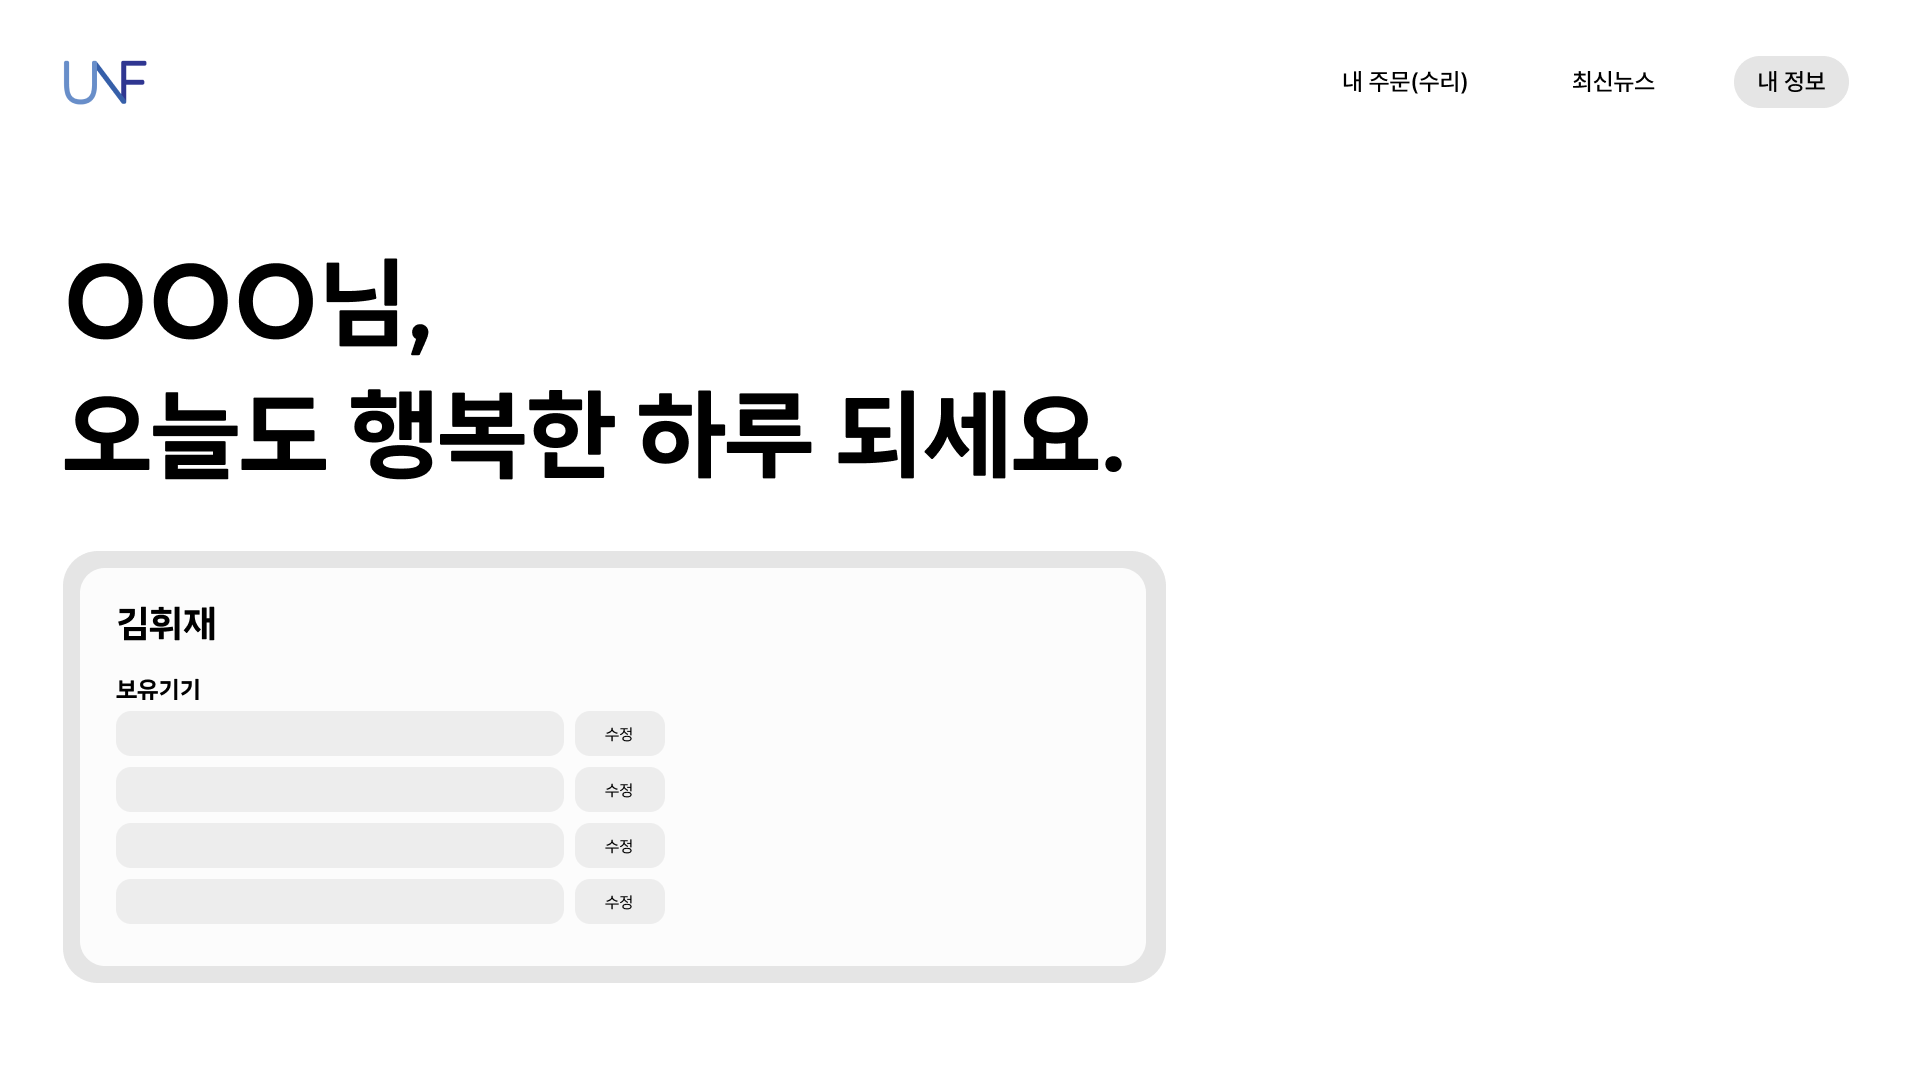 UNF
내 주문(수리)
최신뉴스
내 정보
OOO님,
오늘도 행복한 하루 되세요.
김휘재
보유기기
수정
수정
수정
수정